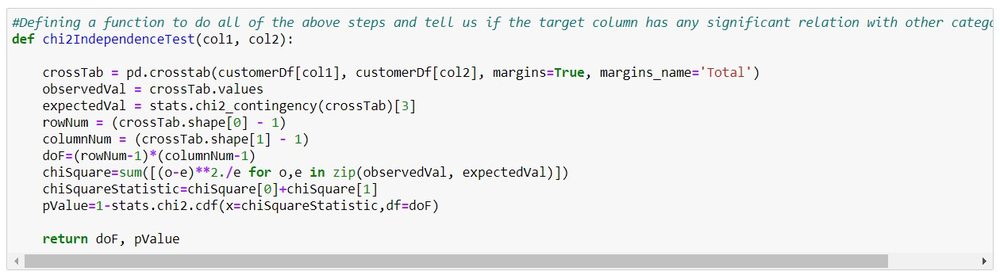 #Defining a function to do all of the above steps and tell us if the target column has any significant relation with other
def chi2IndependenceTest(col1, col2):
    crossTab = pd.crosstab(customerDf[col1], customerDf[col2], margins=True, margins_name='Total')
    observedVal = crossTab.values
    expectedVal = stats.chi2_contingency(crossTab)[3]
    rowNum = (crossTab.shape[0] - 1)
    columnNum = (crossTab.shape[1] - 1)
    doF=(rowNum-1)*(columnNum-1)
    chiSquare=sum([(o-e)**2./e for o,e in zip(observedVal, expectedVal)])
    chiSquareStatistic=chiSquare[0]+chiSquare[1]
    pValue=1-stats.chi2.cdf(x=chiSquareStatistic,df=doF)
    return doF, pValue